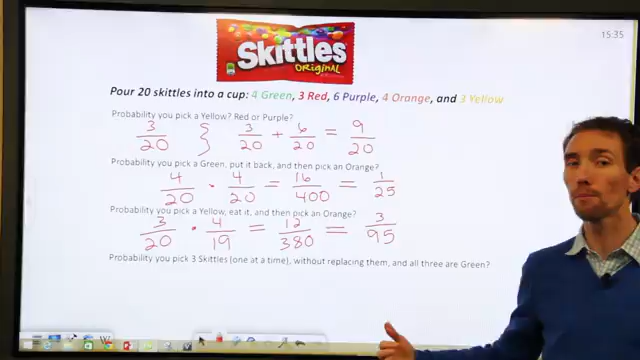 15:35
Skittles
ORIGINAL
Pour 20 skittles into a cup: 4 Green, 3 Red, 6 Purple, 4 Orange, and 3 Yellow
Probability you pick a Yellow? Red or Purple?
3/20 { 3/20 + 6/20 = 9/20
Probability you pick a Green, put it back, and then pick an Orange?
4/20 · 4/20 = 16/400 = 1/25
Probability you pick a Yellow, eat it, and then pick an Orange?
3/20 · 4/19 = 12/380 = 3/95
Probability you pick 3 Skittles (one at a time), without replacing them, and all three are Green?